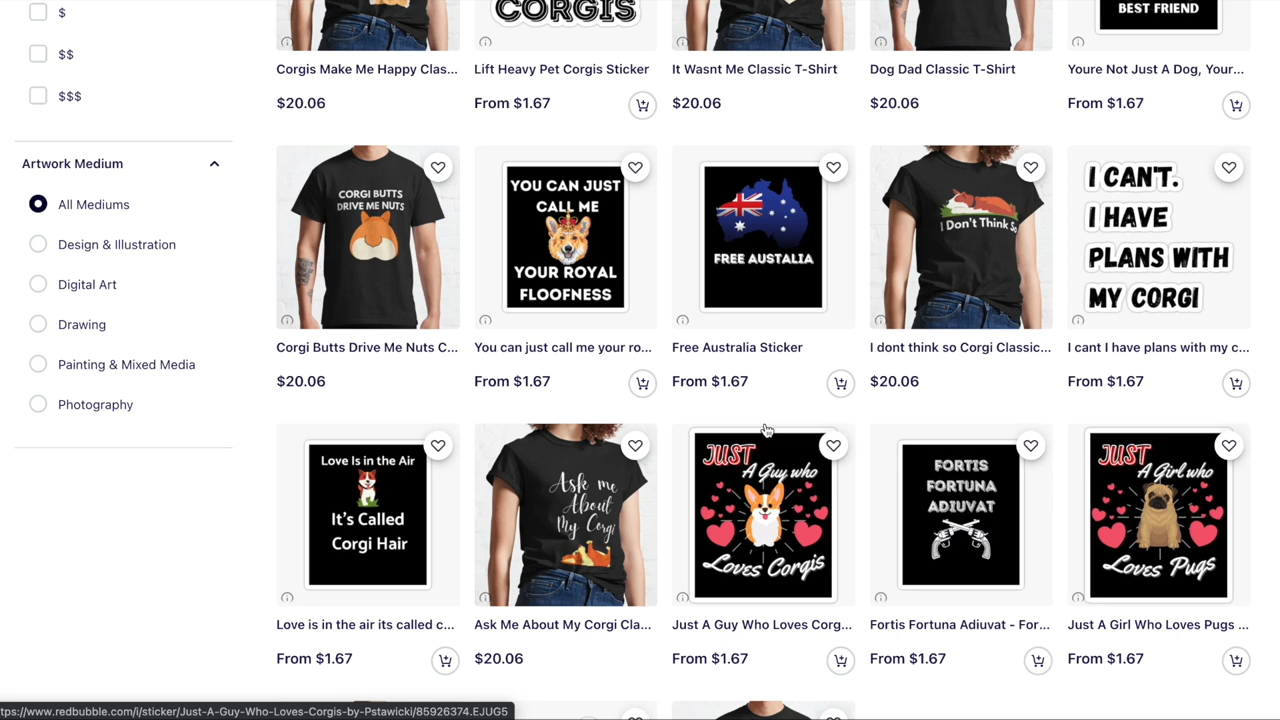 $
$$
$$$
Artwork Medium
All Mediums
Design & Illustration
Digital Art
Drawing
Painting & Mixed Media
Photography
CORGIS
BEST FRIEND
Corgis Make Me Happy Clas...
Lift Heavy Pet Corgis Sticker
It Wasnt Me Classic T-Shirt
Dog Dad Classic T-Shirt
Youre Not Just A Dog, Your...
$20.06
From $1.67
$20.06
$20.06
From $1.67
CORGI BUTTS
DRIVE ME NUTS
YOU CAN JUST
CALL ME
YOUR ROYAL
FLOOFNESS
FREE AUSTALIA
I Don't Think So
I CAN'T.
I HAVE
PLANS WITH
MY CORGI
Corgi Butts Drive Me Nuts C...
You can just call me your ro...
Free Australia Sticker
I dont think so Corgi Classic...
I cant I have plans with my c...
$20.06
From $1.67
From $1.67
$20.06
From $1.67
Love Is in the Air
It's Called
Corgi Hair
Ask me
About
My Corgi
JUST
A Guy who
Loves Corgis
FORTIS
FORTUNA
ADIUVAT
JUST
A Girl who
Loves Pugs
Love is in the air its called c...
Ask Me About My Corgi Cla...
Just A Guy Who Loves Corg...
Fortis Fortuna Adiuvat - For...
Just A Girl Who Loves Pugs ...
From $1.67
$20.06
From $1.67
From $1.67
From $1.67
ttps://www.redbubble.com/i/sticker/Just-A-Guy-Who-Loves-Corgis-by-Pstawicki/85926374.EJUG5